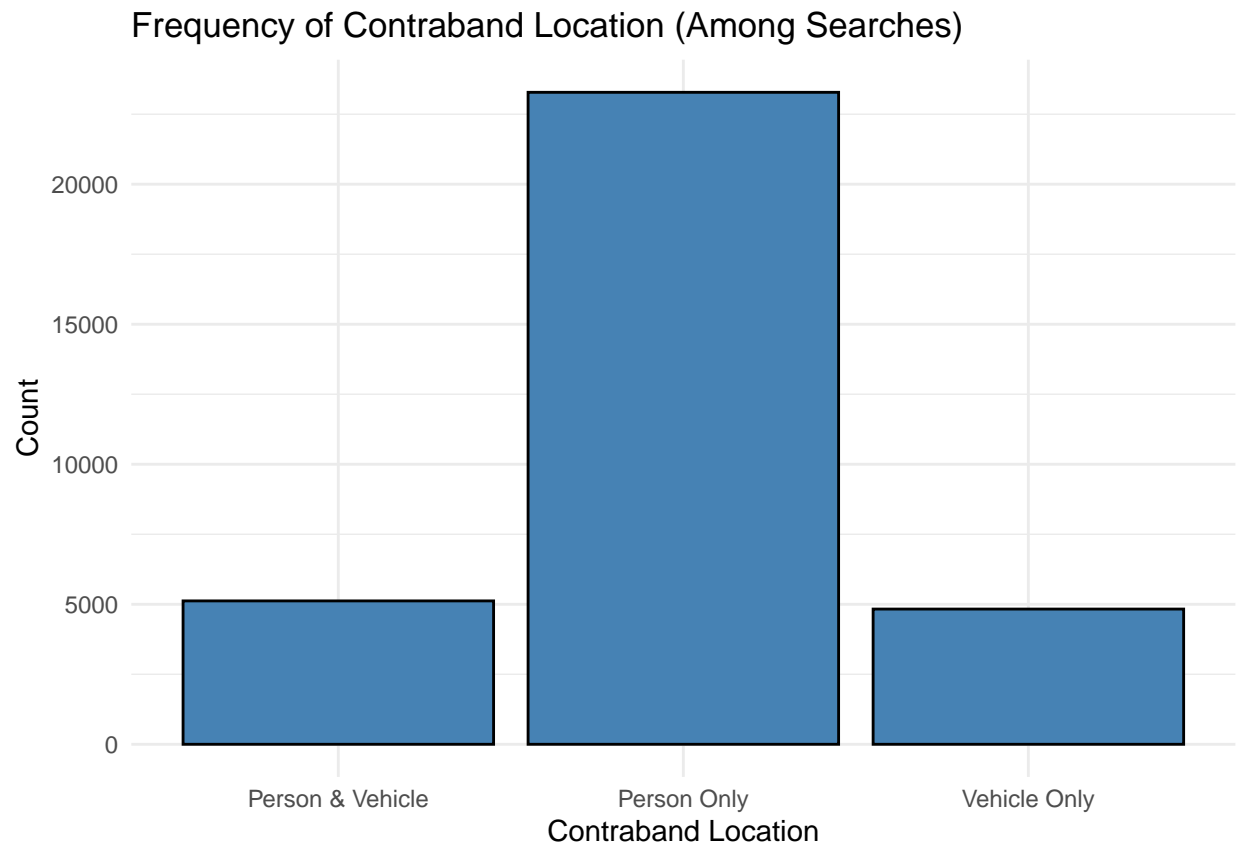 Frequency of Contraband Location (Among Searches)
20000
15000
10000
5000
0
Count
Person & Vehicle
Person Only
Vehicle Only
Contraband Location